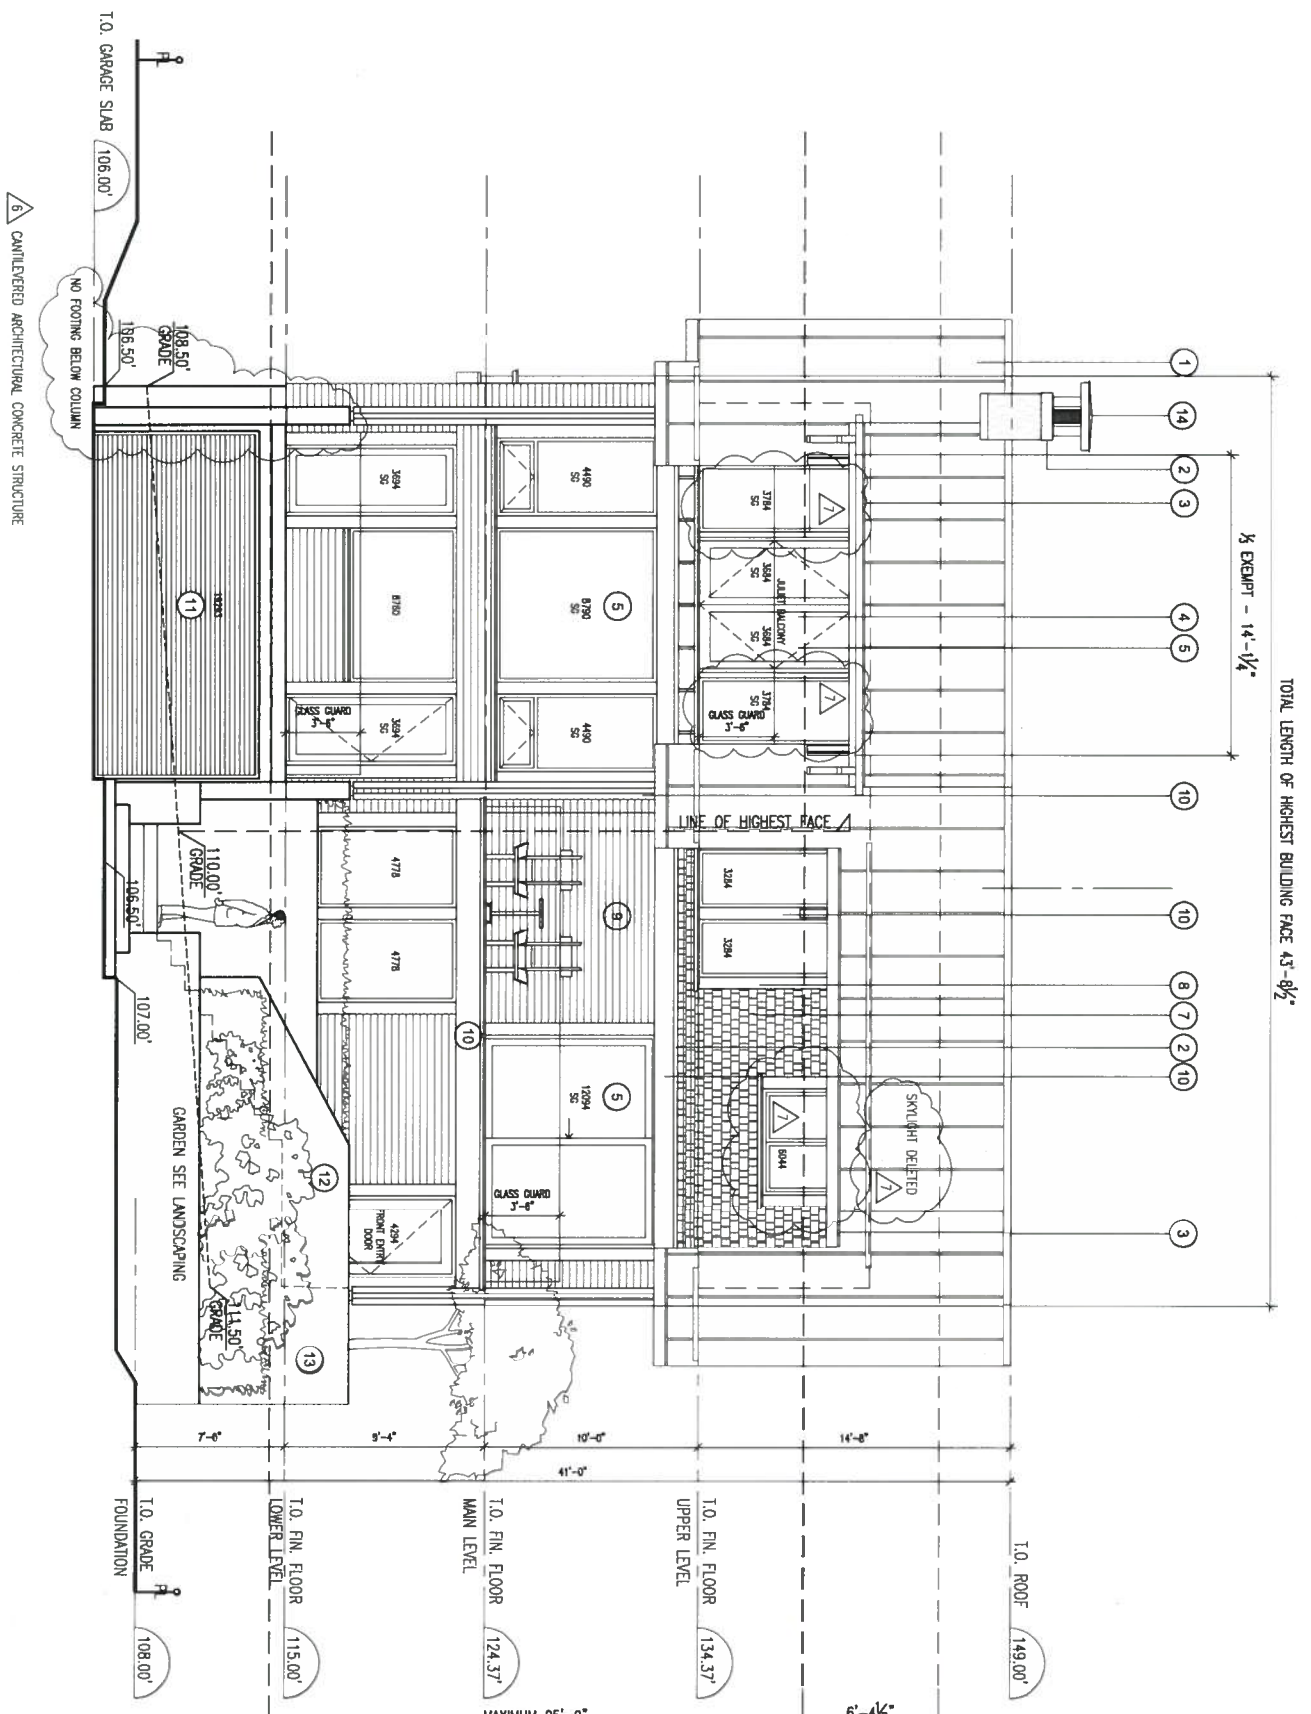 TOTAL LENGTH OF HIGHEST BUILDING FACE 43'-8½"
⅓ EXEMPT - 14'-1¼"
1
14
2
3
4
5
10
10
8
7
2
10
3
SKYLIGHT DELETED
7
7
7
7
3784
SG
3684
SG
3684
SG
3784
SG
JULIET BALCONY
GLASS GUARD
3'-6"
LINE OF HIGHEST FACE
3284
3284
6044
4490
SG
5
8790
SG
4490
SG
9
5
12094
SG
GLASS GUARD
3'-6"
10
3694
SG
8760
3694
SG
GLASS GUARD
3'-6"
4778
4778
4294
FRONT ENTRY
DOOR
11
12
13
108.50'
GRADE
106.50'
110.00'
GRADE
106.50'
107.00'
111.50'
GRADE
GARDEN SEE LANDSCAPING
NO FOOTING BELOW COLUMN
6 CANTILEVERED ARCHITECTURAL CONCRETE STRUCTURE
T.O. GARAGE SLAB
106.00'
PL
PL
14'-8"
10'-0"
9'-4"
7'-6"
41'-0"
T.O. ROOF
149.00'
T.O. FIN. FLOOR
UPPER LEVEL
134.37'
T.O. FIN. FLOOR
MAIN LEVEL
124.37'
T.O. FIN. FLOOR
LOWER LEVEL
115.00'
T.O. GRADE
FOUNDATION
108.00'
6'-4½"